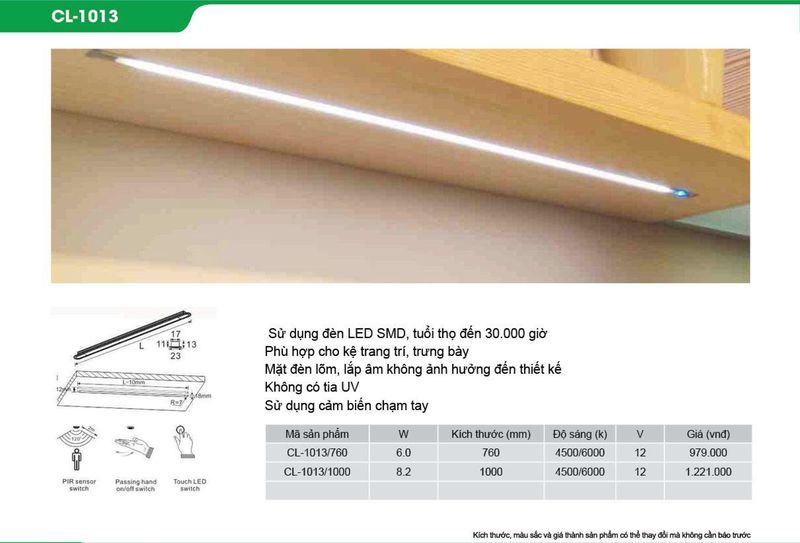 CL-1013
L
17
11
13
23
L-10mm
12mm
18mm
R=7
2m
120°
PIR sensor
switch
Passing hand
on/off switch
Touch LED
switch
Sử dụng đèn LED SMD, tuổi thọ đến 30.000 giờ
Phù hợp cho kệ trang trí, trưng bày
Mặt đèn lõm, lắp âm không ảnh hưởng đến thiết kế
Không có tia UV
Sử dụng cảm biến chạm tay
Mã sản phẩm W Kích thước (mm) Độ sáng (k) V Giá (vnđ)
CL-1013/760 6.0 760 4500/6000 12 979.000
CL-1013/1000 8.2 1000 4500/6000 12 1.221.000
Kích thước, màu sắc và giá thành sản phẩm có thể thay đổi mà không cần báo trước